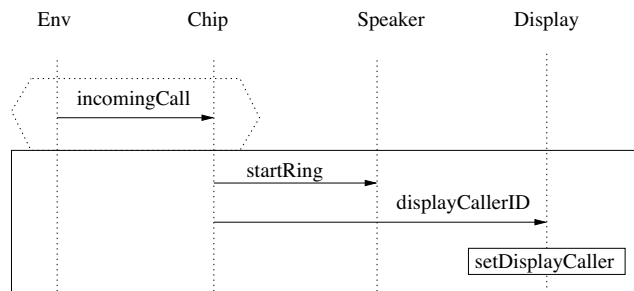 Env Chip Speaker Display
incomingCall
startRing
displayCallerID
setDisplayCaller